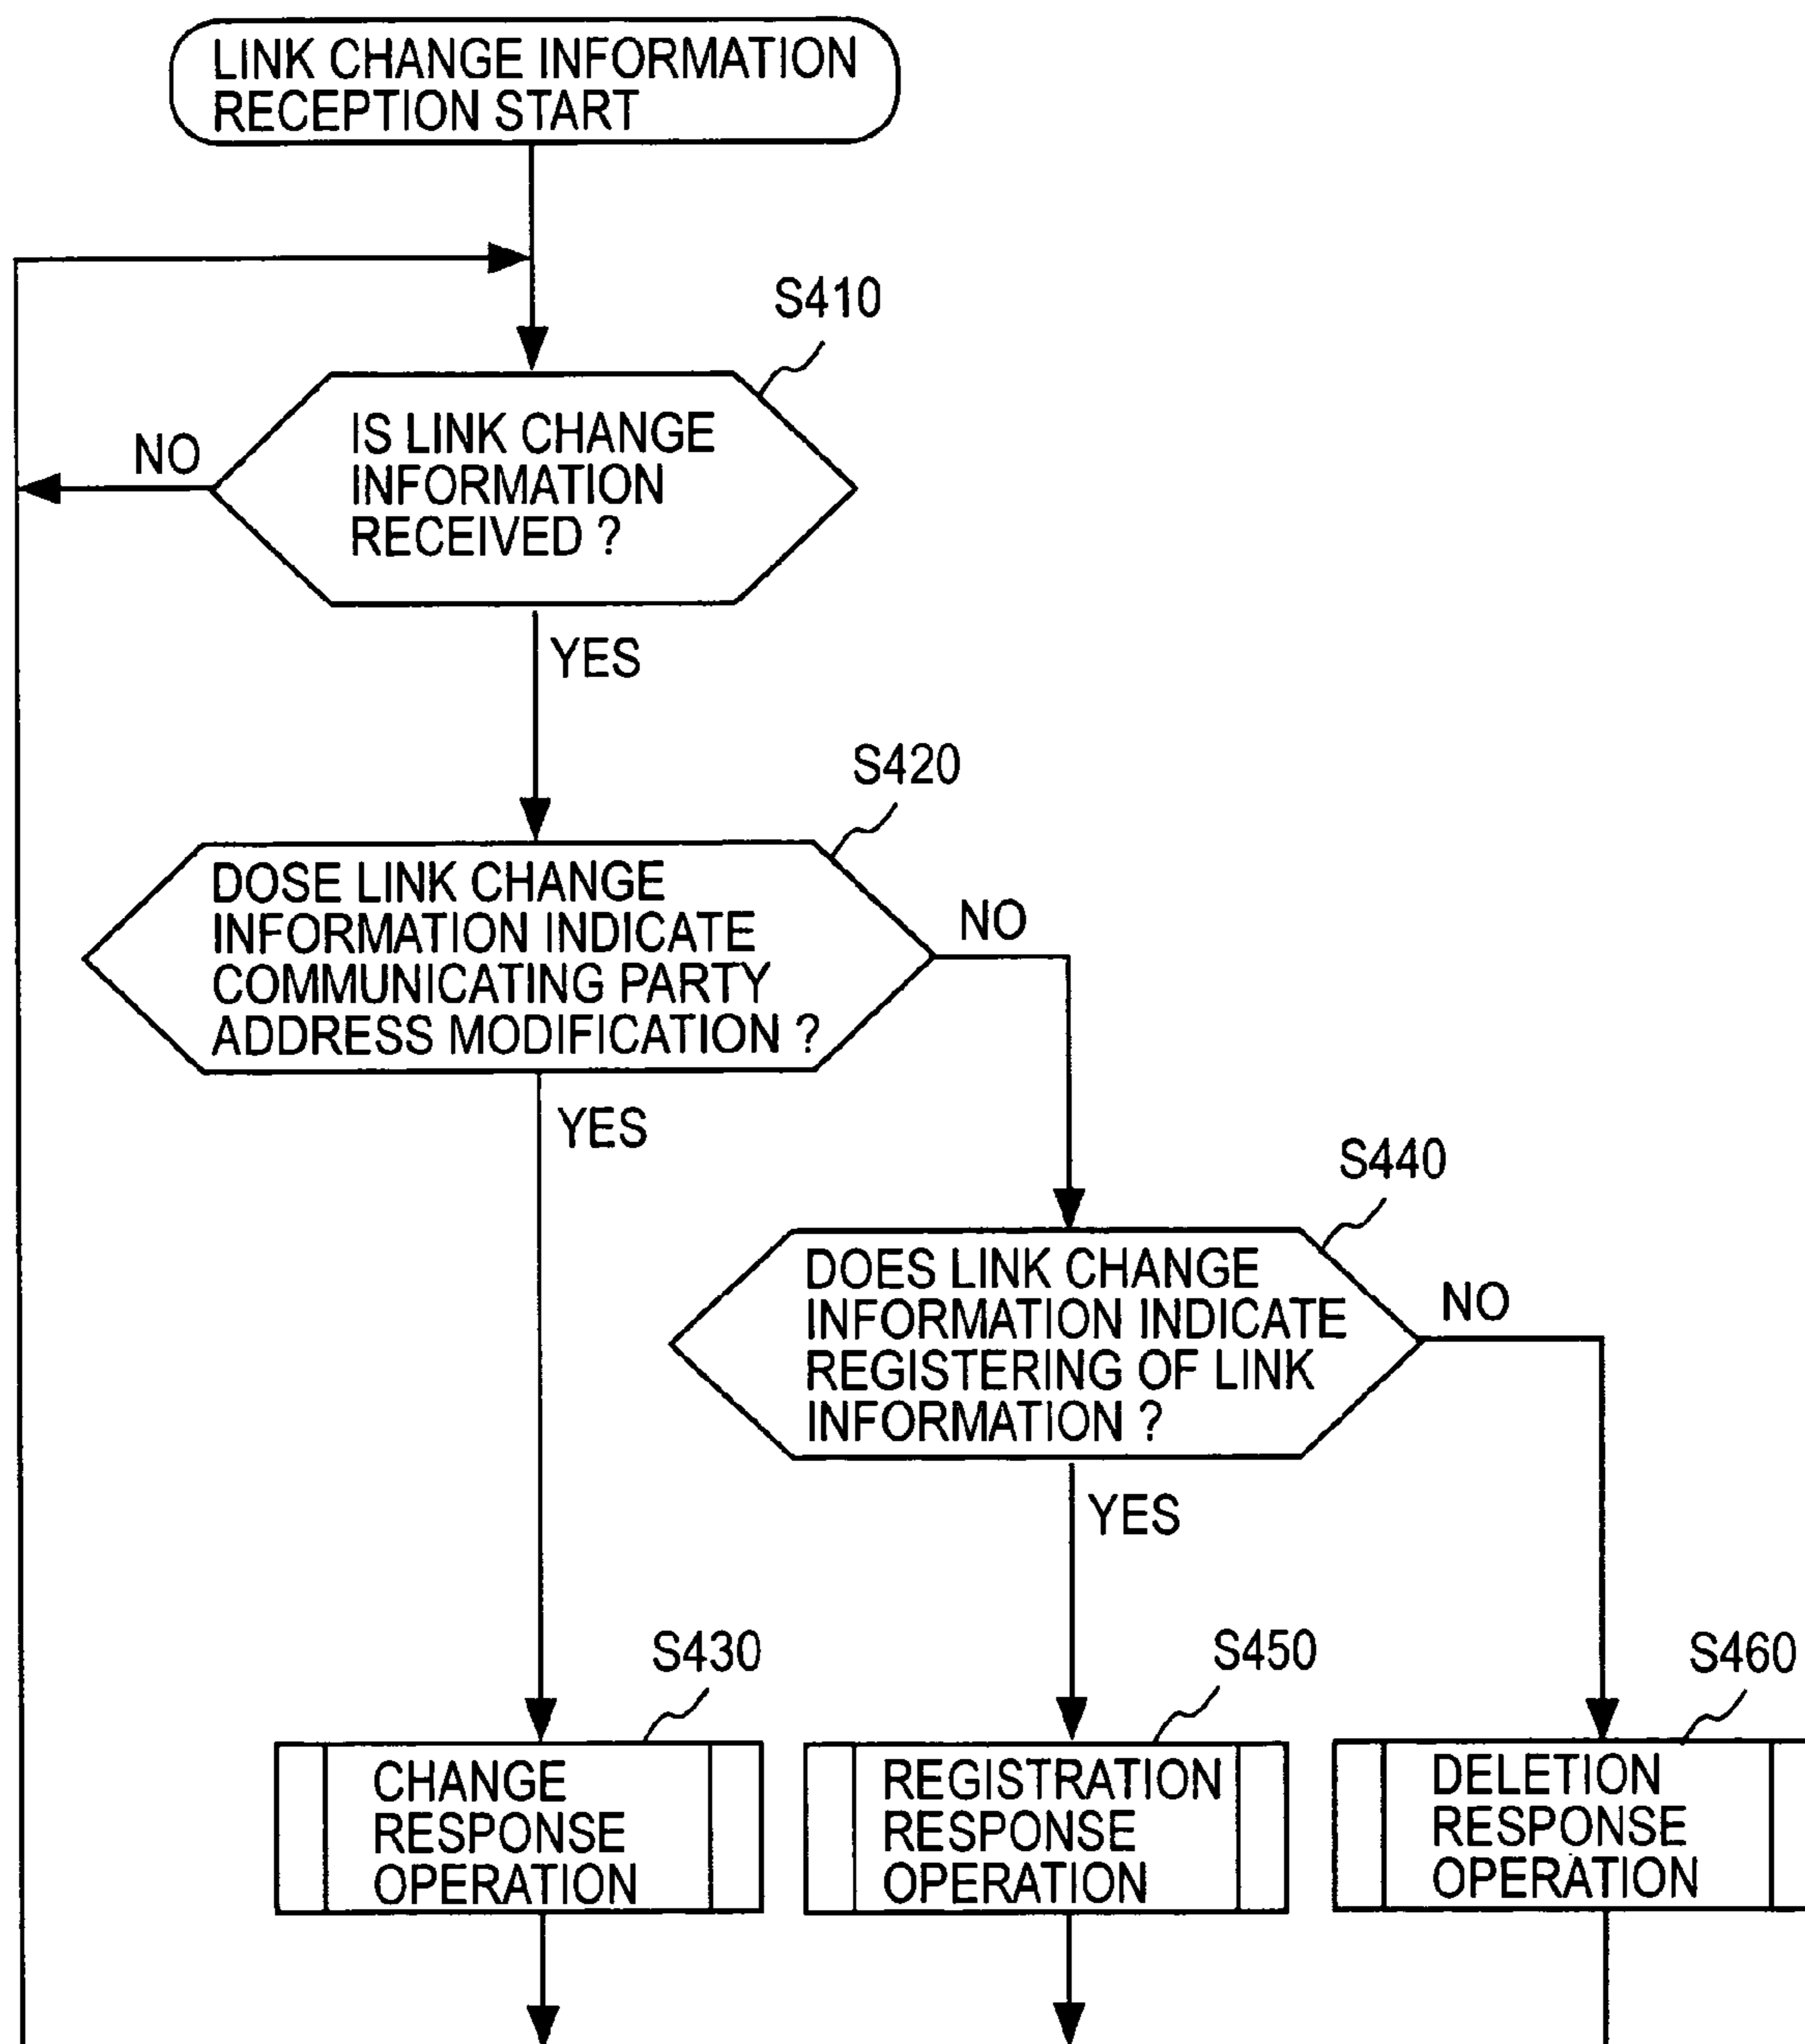 LINK CHANGE INFORMATION
RECEPTION START
S410
IS LINK CHANGE
INFORMATION
RECEIVED ?
NO
YES
S420
DOSE LINK CHANGE
INFORMATION INDICATE
COMMUNICATING PARTY
ADDRESS MODIFICATION ?
NO
YES
S440
DOES LINK CHANGE
INFORMATION INDICATE
REGISTERING OF LINK
INFORMATION ?
NO
YES
S430
CHANGE
RESPONSE
OPERATION
S450
REGISTRATION
RESPONSE
OPERATION
S460
DELETION
RESPONSE
OPERATION